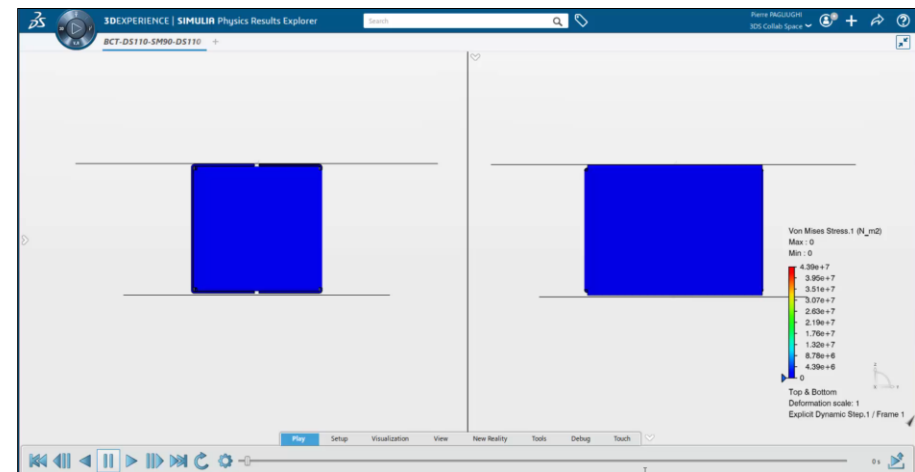 3DEXPERIENCE | SIMULIA Physics Results Explorer
Search
Pierre PAGLIUGHI
3DS Collab Space
BCT-DS110-SM90-DS110 +
Von Mises Stress.1 (N_m2)
Max : 0
Min : 0
4.39e+7
3.95e+7
3.51e+7
3.07e+7
2.63e+7
2.19e+7
1.76e+7
1.32e+7
8.78e+6
4.39e+6
0
Top & Bottom
Deformation scale: 1
Explicit Dynamic Step.1 / Frame 1
Play Setup Visualization View New Reality Tools Debug Touch
0 s